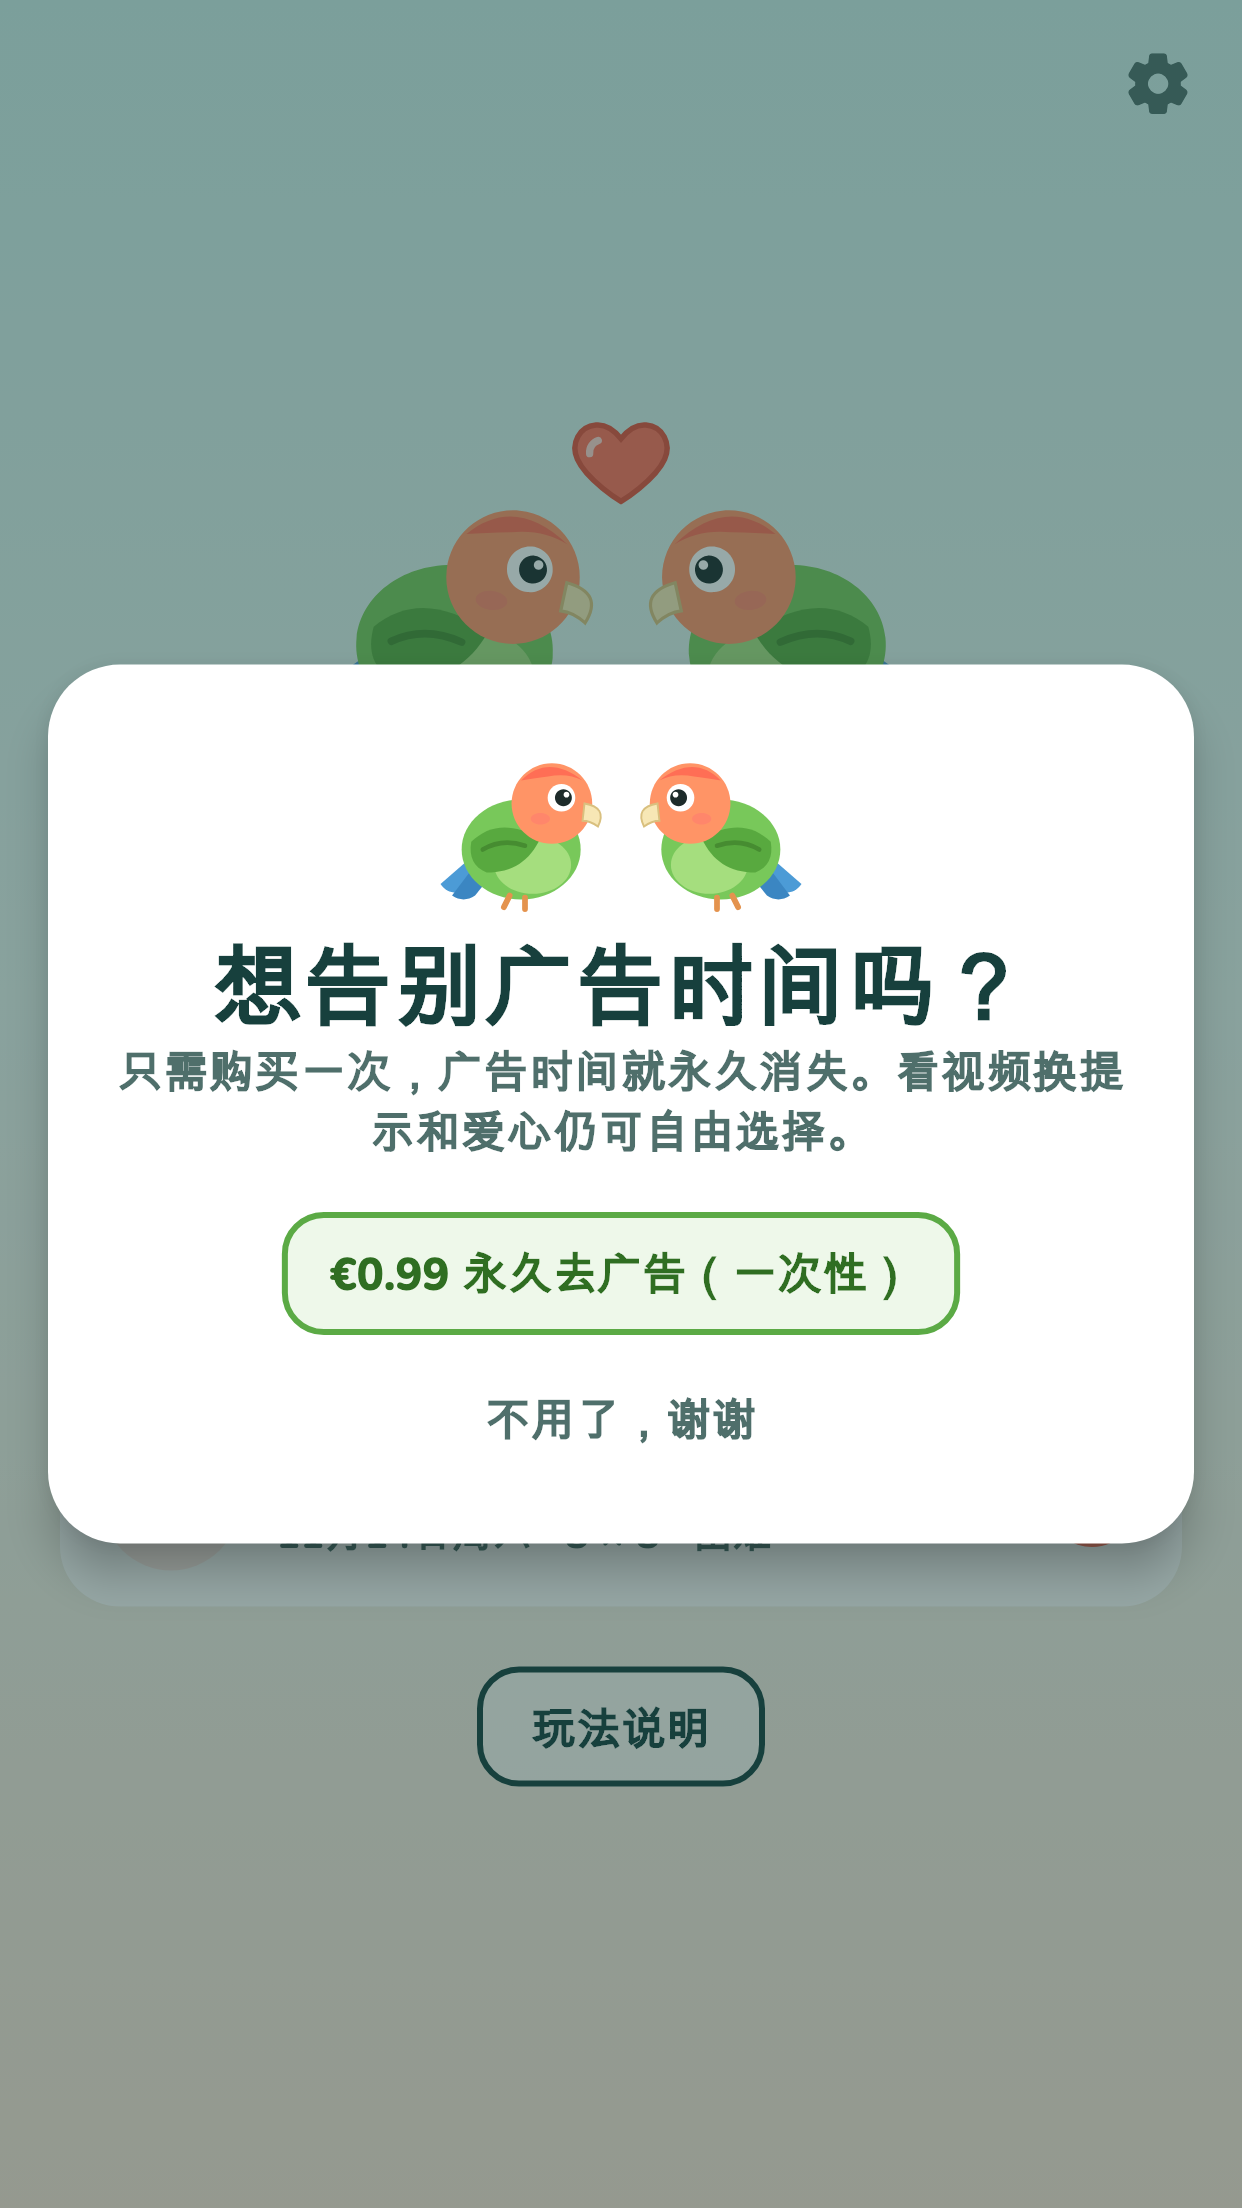 想告别广告时间吗？
只需购买一次，广告时间就永久消失。看视频换提
示和爱心仍可自由选择。
€0.99 永久去广告（一次性）
不用了，谢谢
玩法说明